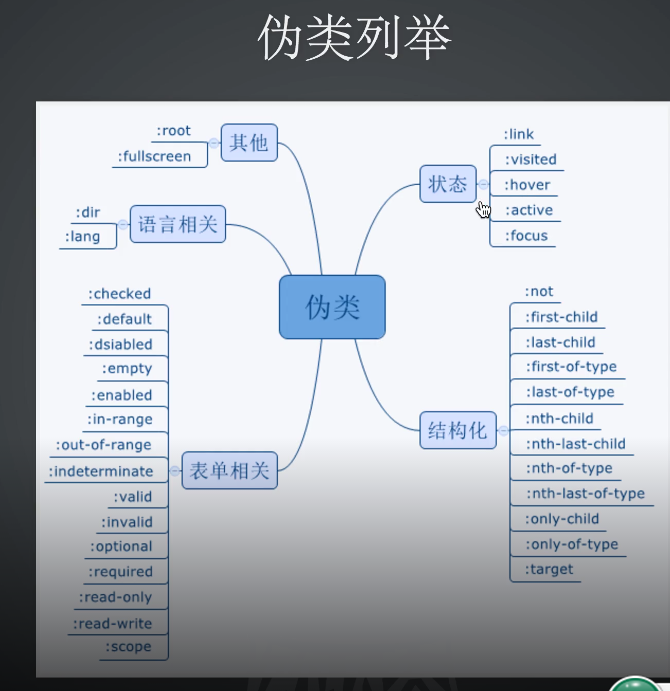 伪类列举
其他
:root
:fullscreen
语言相关
:dir
:lang
表单相关
:checked
:default
:dsiabled
:empty
:enabled
:in-range
:out-of-range
:indeterminate
:valid
:invalid
:optional
:required
:read-only
:read-write
:scope
伪类
状态
:link
:visited
:hover
:active
:focus
结构化
:not
:first-child
:last-child
:first-of-type
:last-of-type
:nth-child
:nth-last-child
:nth-of-type
:nth-last-of-type
:only-child
:only-of-type
:target